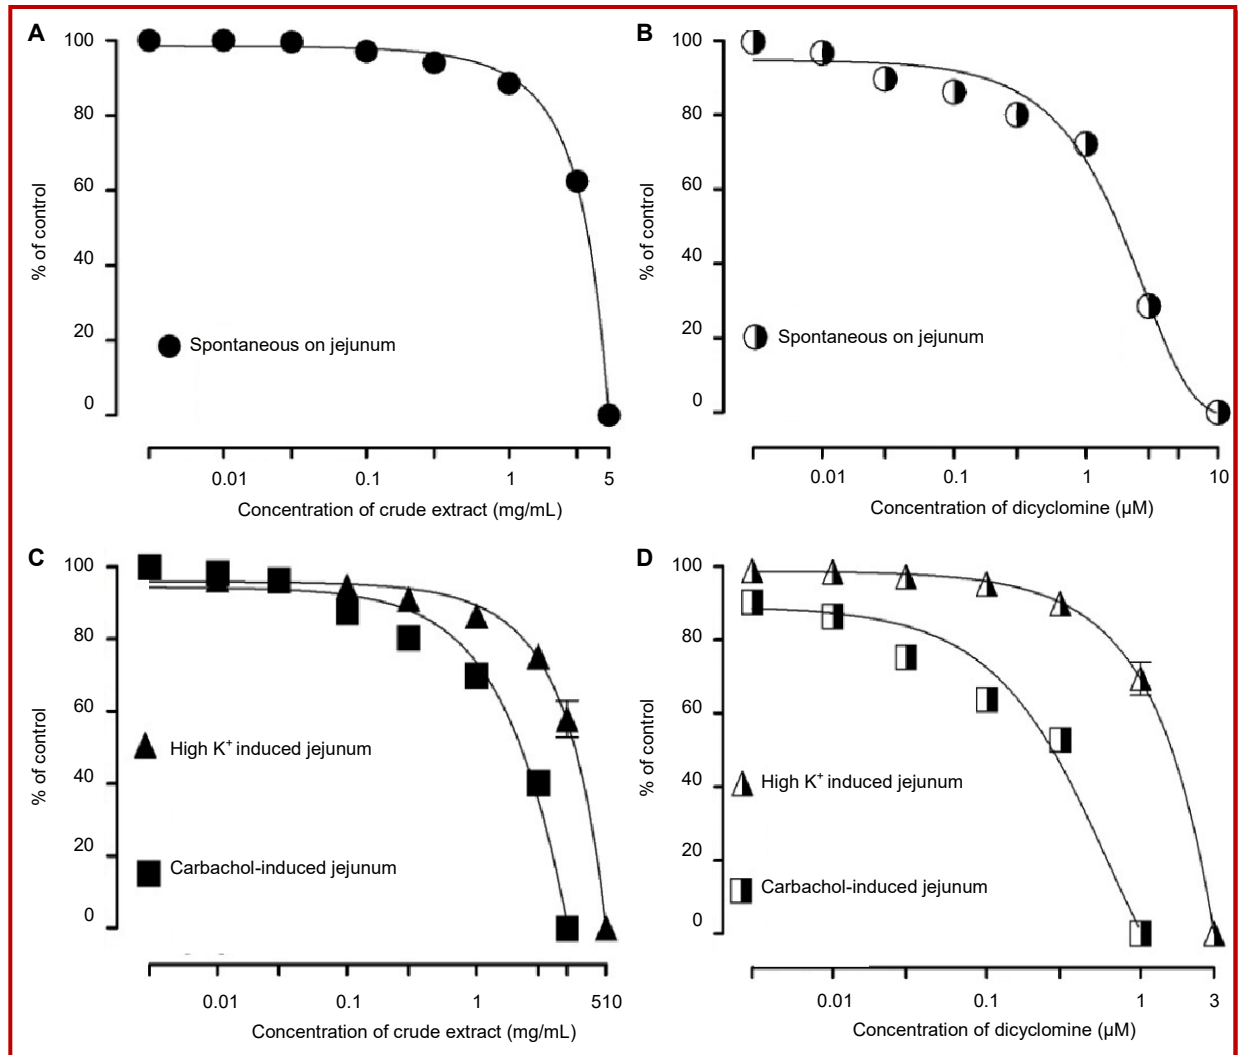 A
100
80
60
40
20
0
% of control
Spontaneous on jejunum
0.01
0.1
1
5
Concentration of crude extract (mg/mL)
B
100
80
60
40
20
0
% of control
Spontaneous on jejunum
0.01
0.1
1
10
Concentration of dicyclomine (µM)
C
100
80
60
40
20
0
% of control
High K⁺ induced jejunum
Carbachol-induced jejunum
0.01
0.1
1
510
Concentration of crude extract (mg/mL)
D
100
80
60
40
20
0
% of control
High K⁺ induced jejunum
Carbachol-induced jejunum
0.01
0.1
1
3
Concentration of dicyclomine (µM)